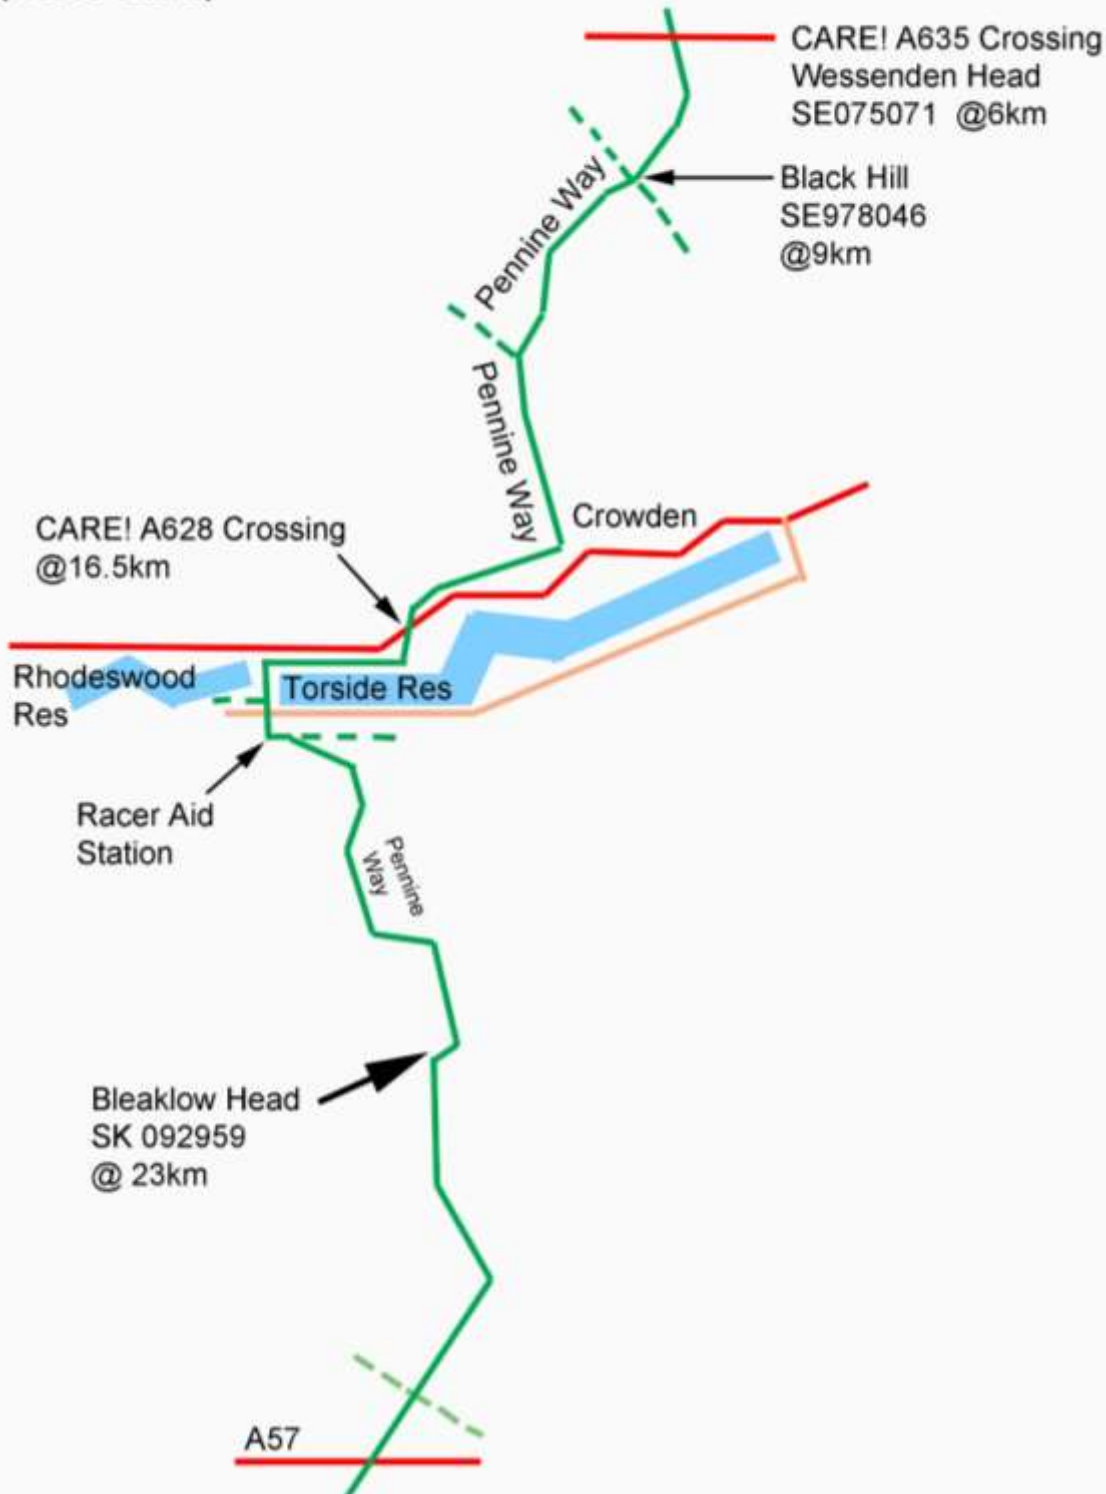 CARE! A635 Crossing
Wessenden Head
SE075071 @6km
Black Hill
SE978046
@9km
Pennine Way
Pennine Way
Crowden
CARE! A628 Crossing
@16.5km
Rhodeswood
Res
Torside Res
Racer Aid
Station
Pennine
Way
Bleaklow Head
SK 092959
@ 23km
A57